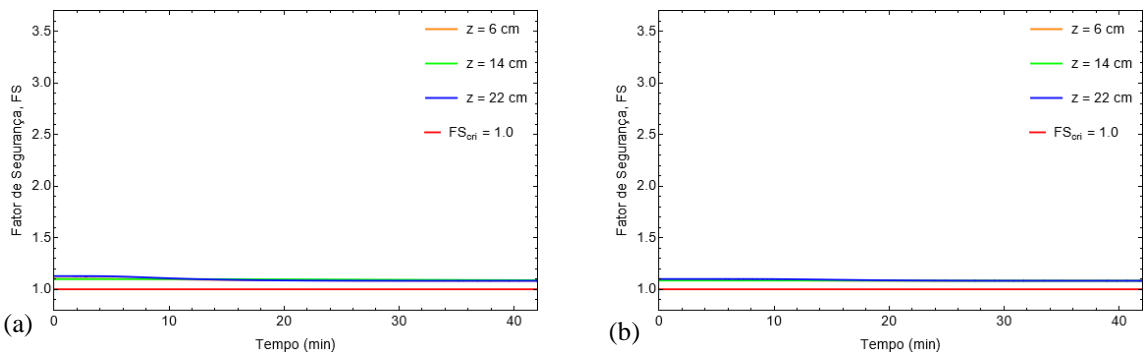 3.5
3.0
2.5
2.0
1.5
1.0
Fator de Segurança, FS
z = 6 cm
z = 14 cm
z = 22 cm
FScri = 1.0
0 10 20 30 40
Tempo (min)
(a)
3.5
3.0
2.5
2.0
1.5
1.0
Fator de Segurança, FS
z = 6 cm
z = 14 cm
z = 22 cm
FScri = 1.0
0 10 20 30 40
Tempo (min)
(b)